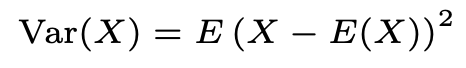 Var(X) = E (X − E(X))²